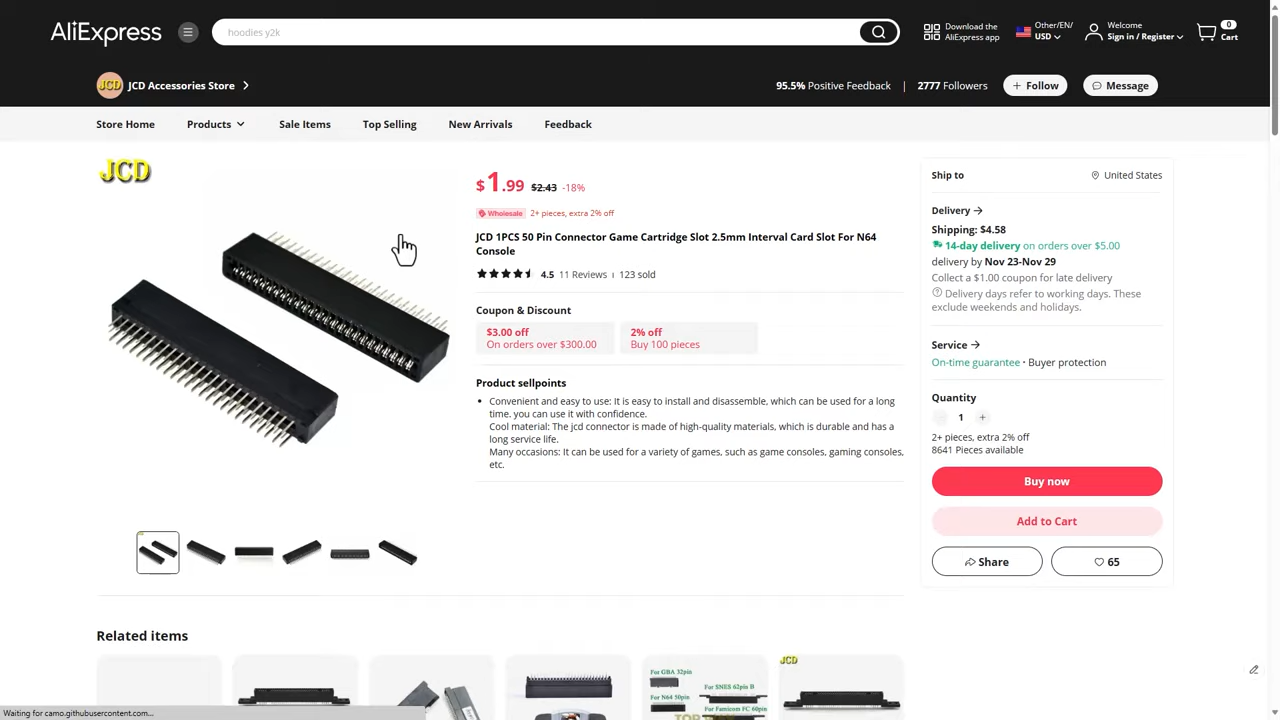 AliExpress
hoodies y2k
Download the
AliExpress app
Other/EN/
USD
Welcome
Sign in / Register
0
Cart
JCD JCD Accessories Store
95.5% Positive Feedback | 2777 Followers
+ Follow
Message
Store Home
Products
Sale Items
Top Selling
New Arrivals
Feedback
JCD
$1.99 $2.43 -18%
Wholesale 2+ pieces, extra 2% off
JCD 1PCS 50 Pin Connector Game Cartridge Slot 2.5mm Interval Card Slot For N64
Console
4.5 11 Reviews 123 sold
Coupon & Discount
$3.00 off
On orders over $300.00
2% off
Buy 100 pieces
Product sellpoints
• Convenient and easy to use: It is easy to install and disassemble, which can be used for a long
time. you can use it with confidence.
Cool material: The jcd connector is made of high-quality materials, which is durable and has a
long service life.
Many occasions: It can be used for a variety of games, such as game consoles, gaming consoles,
etc.
Ship to
United States
Delivery
Shipping: $4.58
14-day delivery on orders over $5.00
delivery by Nov 23-Nov 29
Collect a $1.00 coupon for late delivery
Delivery days refer to working days. These
exclude weekends and holidays.
Service
On-time guarantee · Buyer protection
Quantity
- 1 +
2+ pieces, extra 2% off
8641 Pieces available
Buy now
Add to Cart
Share
65
Related items
For GBA 32pin
For SNES 62pin B
For N64 50pin
For Famicom FC 60pin
JCD
Waiting for camo.githubusercontent.com...